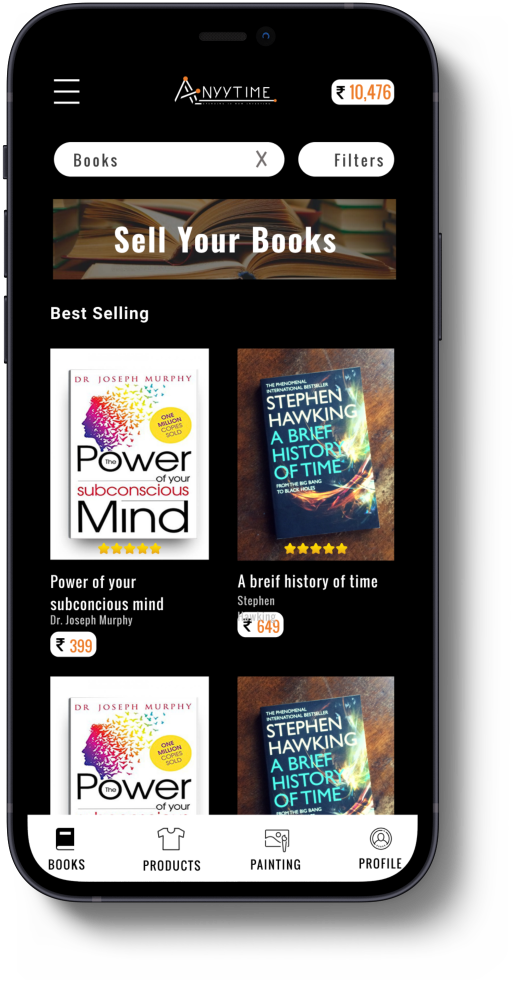 ANYYTIME
₹ 10,476
Books X
Filters
Sell Your Books
Best Selling
DR JOSEPH MURPHY
ONE
MILLION
COPIES
SOLD
The Power
of your
subconscious
Mind
THE PHENOMENAL
INTERNATIONAL BESTSELLER
STEPHEN
HAWKING
A BRIEF
HISTORY
OF TIME
FROM THE BIG BANG
TO BLACK HOLES
Power of your
subconcious mind
Dr. Joseph Murphy
₹ 399
A breif history of time
Stephen
Hawking
₹ 649
DR JOSEPH MURPHY
ONE
MILLION
COPIES
SOLD
The Power
of your
THE PHENOMENAL
INTERNATIONAL BESTSELLER
STEPHEN
HAWKING
A BRIEF
HISTORY
OF TIME
FROM THE BIG BANG
BOOKS
PRODUCTS
PAINTING
PROFILE